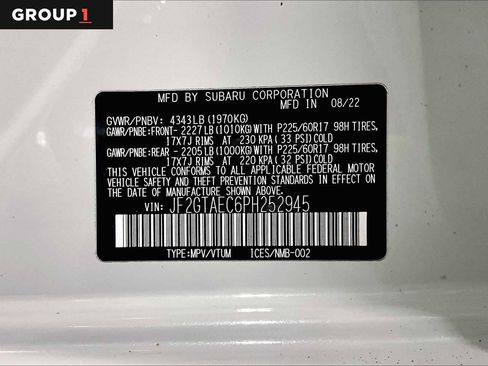 GROUP 1
MFD BY SUBARU CORPORATION
IN 08/22
GVWR/PNBV: 4343LB (1970KG)
GAWR/PNBE:FRONT- 2227LB(1010KG)WITH P225/60R17 98H TIRES,
17X7J RIMS AT 230 KPA (33 PSI)COLD
GAWR/PNBE:REAR - 2205LB(1000KG)WITH P225/60R17 98H TIRES,
17X7J RIMS AT 220 KPA (32 PSI)COLD
THIS VEHICLE CONFORMS TO ALL APPLICABLE FEDERAL MOTOR
VEHICLE SAFETY AND BUMPER STANDARDS IN EFFECT ON THE
DATE OF MANUFACTURE SHOWN ABOVE.
VIN: JF2GTAEC6PH252945
TYPE:MPV/VTUM ICES/NMB-002